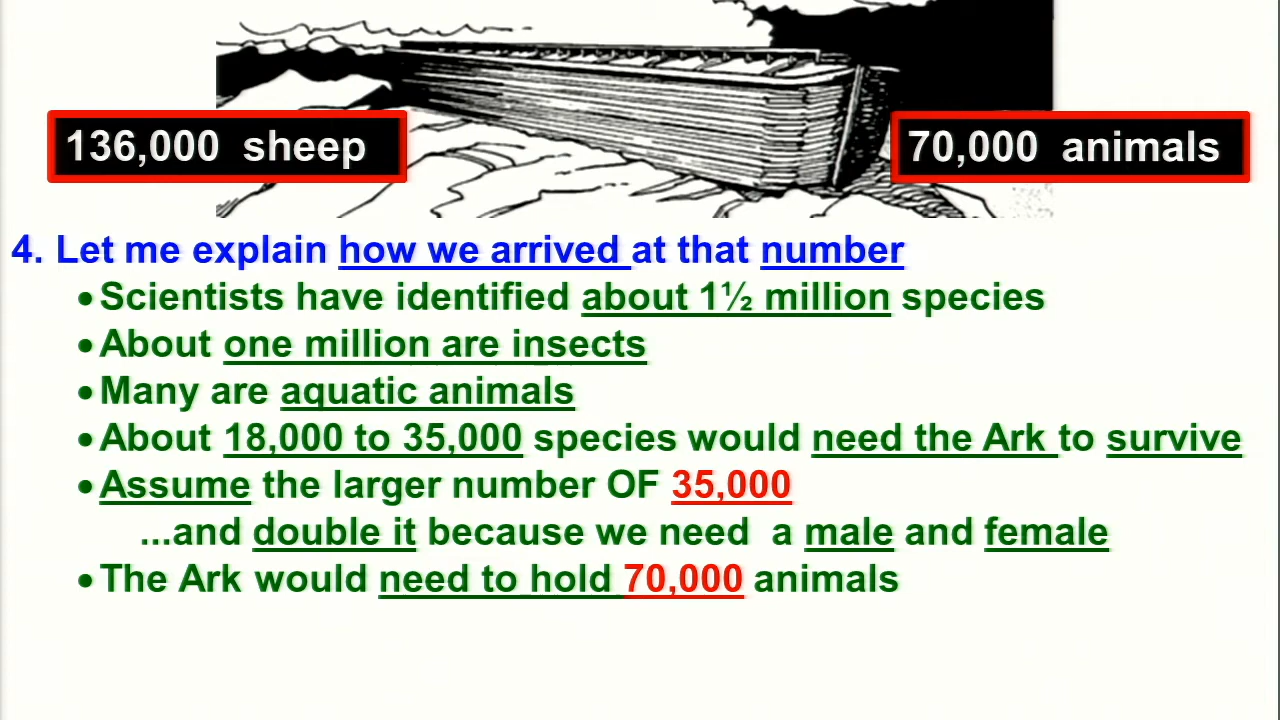 136,000 sheep
70,000 animals
4. Let me explain how we arrived at that number
• Scientists have identified about 1½ million species
• About one million are insects
• Many are aquatic animals
• About 18,000 to 35,000 species would need the Ark to survive
• Assume the larger number OF 35,000
...and double it because we need a male and female
• The Ark would need to hold 70,000 animals